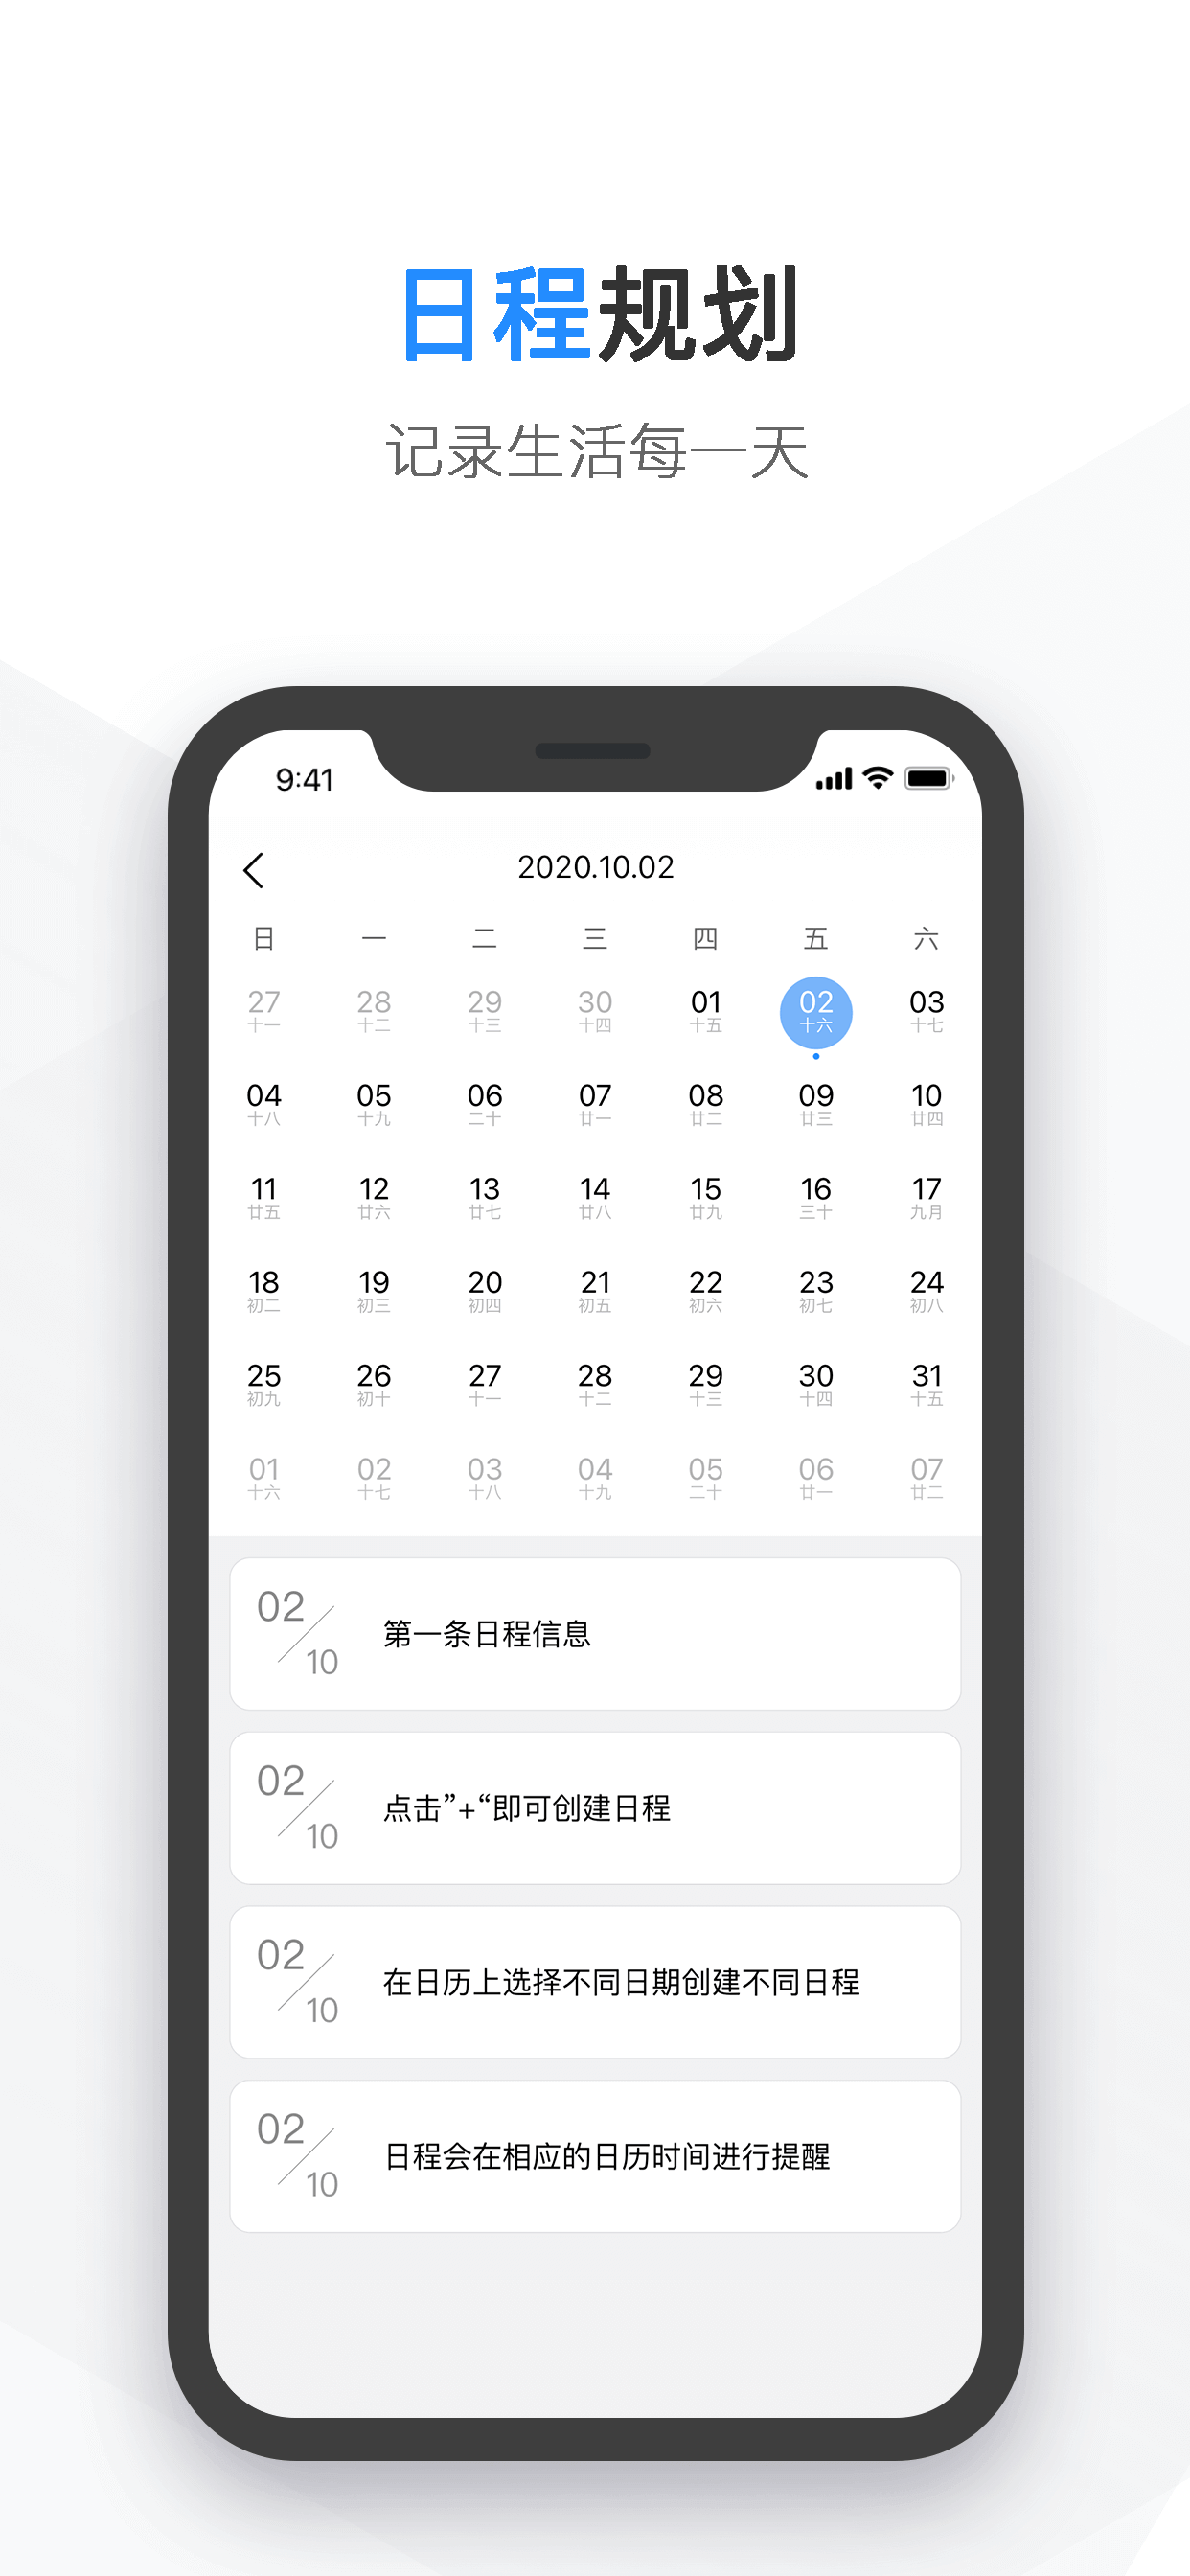 日程规划
记录生活每一天
9:41
2020.10.02
日 一 二 三 四 五 六
27 28 29 30 01 02 03
十一 十二 十三 十四 十五 十六 十七
04 05 06 07 08 09 10
十八 十九 二十 廿一 廿二 廿三 廿四
11 12 13 14 15 16 17
廿五 廿六 廿七 廿八 廿九 三十 九月
18 19 20 21 22 23 24
初二 初三 初四 初五 初六 初七 初八
25 26 27 28 29 30 31
初九 初十 十一 十二 十三 十四 十五
01 02 03 04 05 06 07
十六 十七 十八 十九 二十 廿一 廿二
02/10 第一条日程信息
02/10 点击”+“即可创建日程
02/10 在日历上选择不同日期创建不同日程
02/10 日程会在相应的日历时间进行提醒